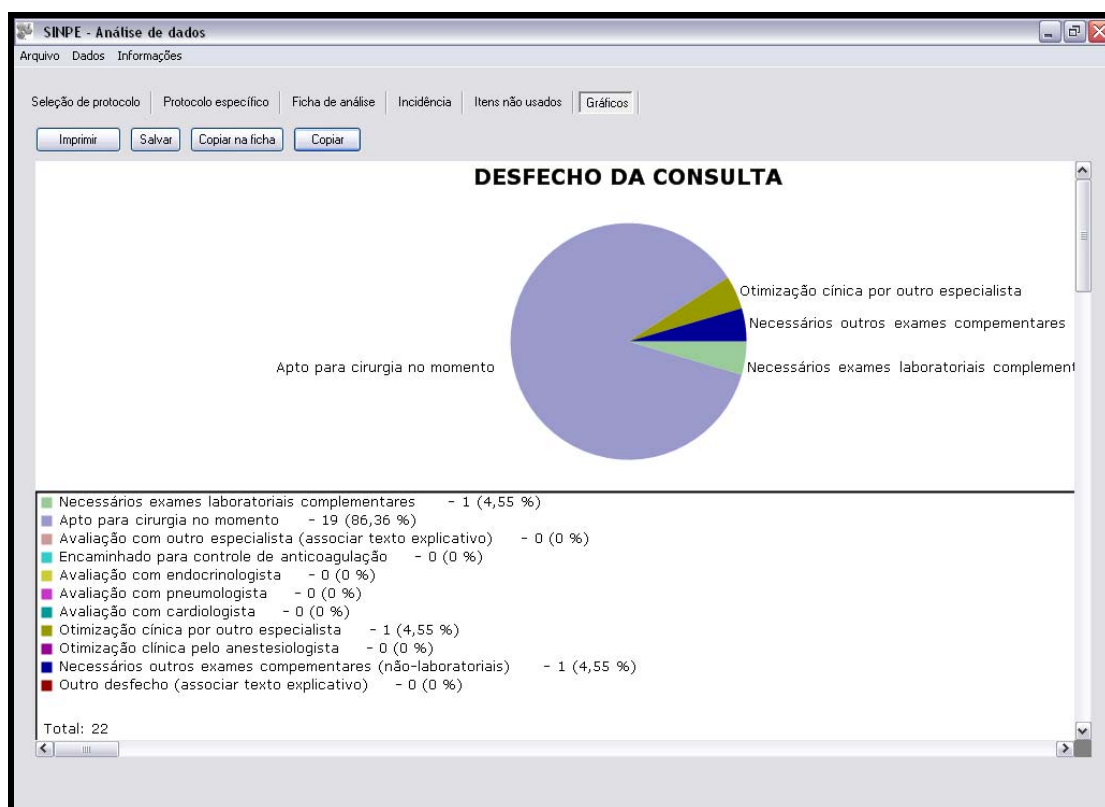 SINPE - Análise de dados
Arquivo Dados Informações
Seleção de protocolo Protocolo específico Ficha de análise Incidência Itens não usados Gráficos
Imprimir Salvar Copiar na ficha Copiar
DESFECHO DA CONSULTA
Otimização cínica por outro especialista
Necessários outros exames compementares
Apto para cirurgia no momento
Necessários exames laboratoriais complement
Necessários exames laboratoriais complementares - 1 (4,55 %)
Apto para cirurgia no momento - 19 (86,36 %)
Avaliação com outro especialista (associar texto explicativo) - 0 (0 %)
Encaminhado para controle de anticoagulação - 0 (0 %)
Avaliação com endocrinologista - 0 (0 %)
Avaliação com pneumologista - 0 (0 %)
Avaliação com cardiologista - 0 (0 %)
Otimização cínica por outro especialista - 1 (4,55 %)
Otimização clínica pelo anestesiologista - 0 (0 %)
Necessários outros exames compementares (não-laboratoriais) - 1 (4,55 %)
Outro desfecho (associar texto explicativo) - 0 (0 %)
Total: 22